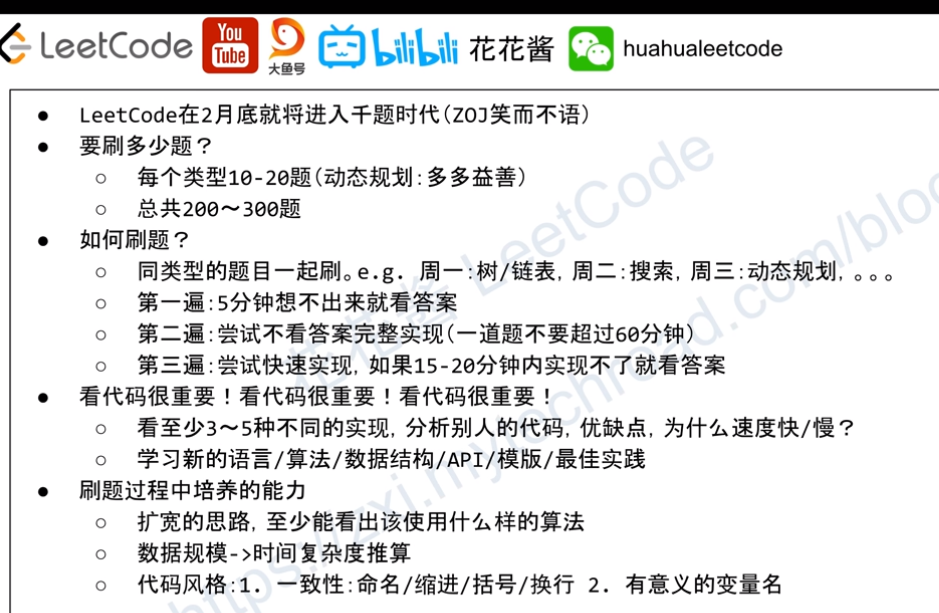 LeetCode You Tube 大鱼号 bilibili 花花酱 huahualeetcode
● LeetCode在2月底就将进入千题时代(ZOJ笑而不语)
● 要刷多少题？
○ 每个类型10-20题(动态规划:多多益善)
○ 总共200～300题
● 如何刷题？
○ 同类型的题目一起刷。e.g. 周一:树/链表, 周二:搜索, 周三:动态规划, 。。。
○ 第一遍:5分钟想不出来就看答案
○ 第二遍:尝试不看答案完整实现(一道题不要超过60分钟)
○ 第三遍:尝试快速实现, 如果15-20分钟内实现不了就看答案
● 看代码很重要！看代码很重要！看代码很重要！
○ 看至少3～5种不同的实现, 分析别人的代码, 优缺点, 为什么速度快/慢？
○ 学习新的语言/算法/数据结构/API/模版/最佳实践
● 刷题过程中培养的能力
○ 扩宽的思路, 至少能看出该使用什么样的算法
○ 数据规模->时间复杂度推算
○ 代码风格:1. 一致性:命名/缩进/括号/换行 2. 有意义的变量名
花花酱 LeetCode